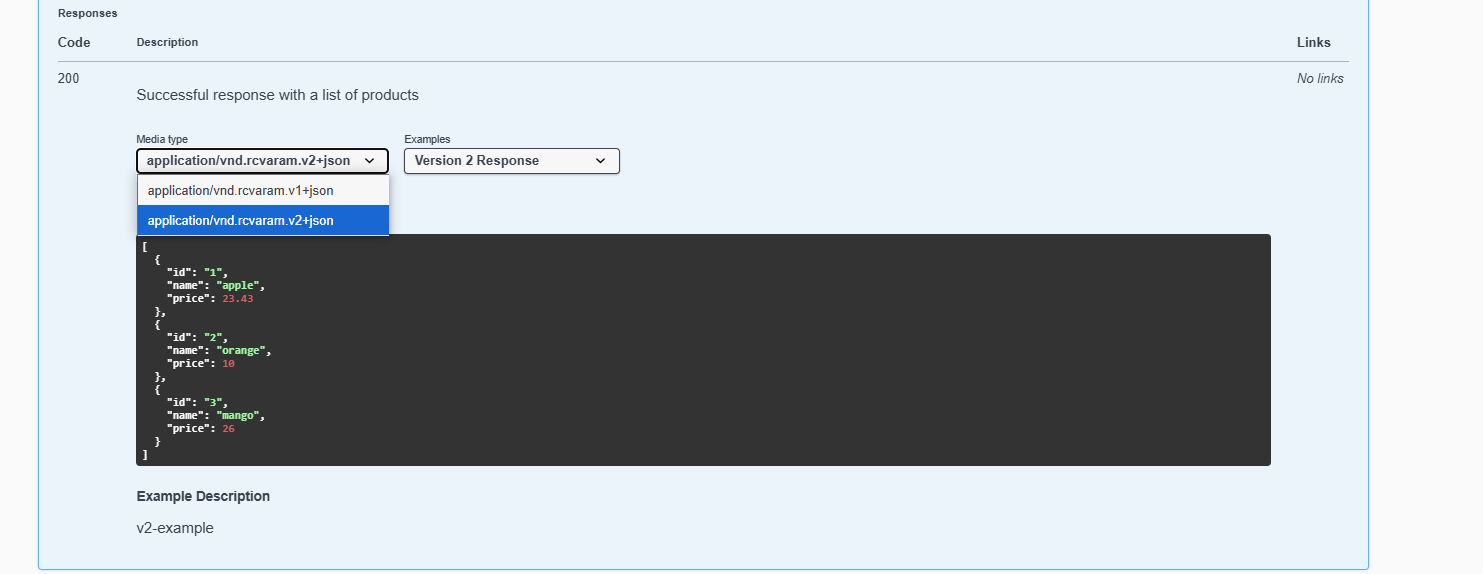 Responses
Code Description Links
200 No links
Successful response with a list of products
Media type Examples
application/vnd.rcvaram.v2+json Version 2 Response
application/vnd.rcvaram.v1+json
application/vnd.rcvaram.v2+json
[
  {
    "id": "1",
    "name": "apple",
    "price": 23.43
  },
  {
    "id": "2",
    "name": "orange",
    "price": 10
  },
  {
    "id": "3",
    "name": "mango",
    "price": 26
  }
]
Example Description
v2-example